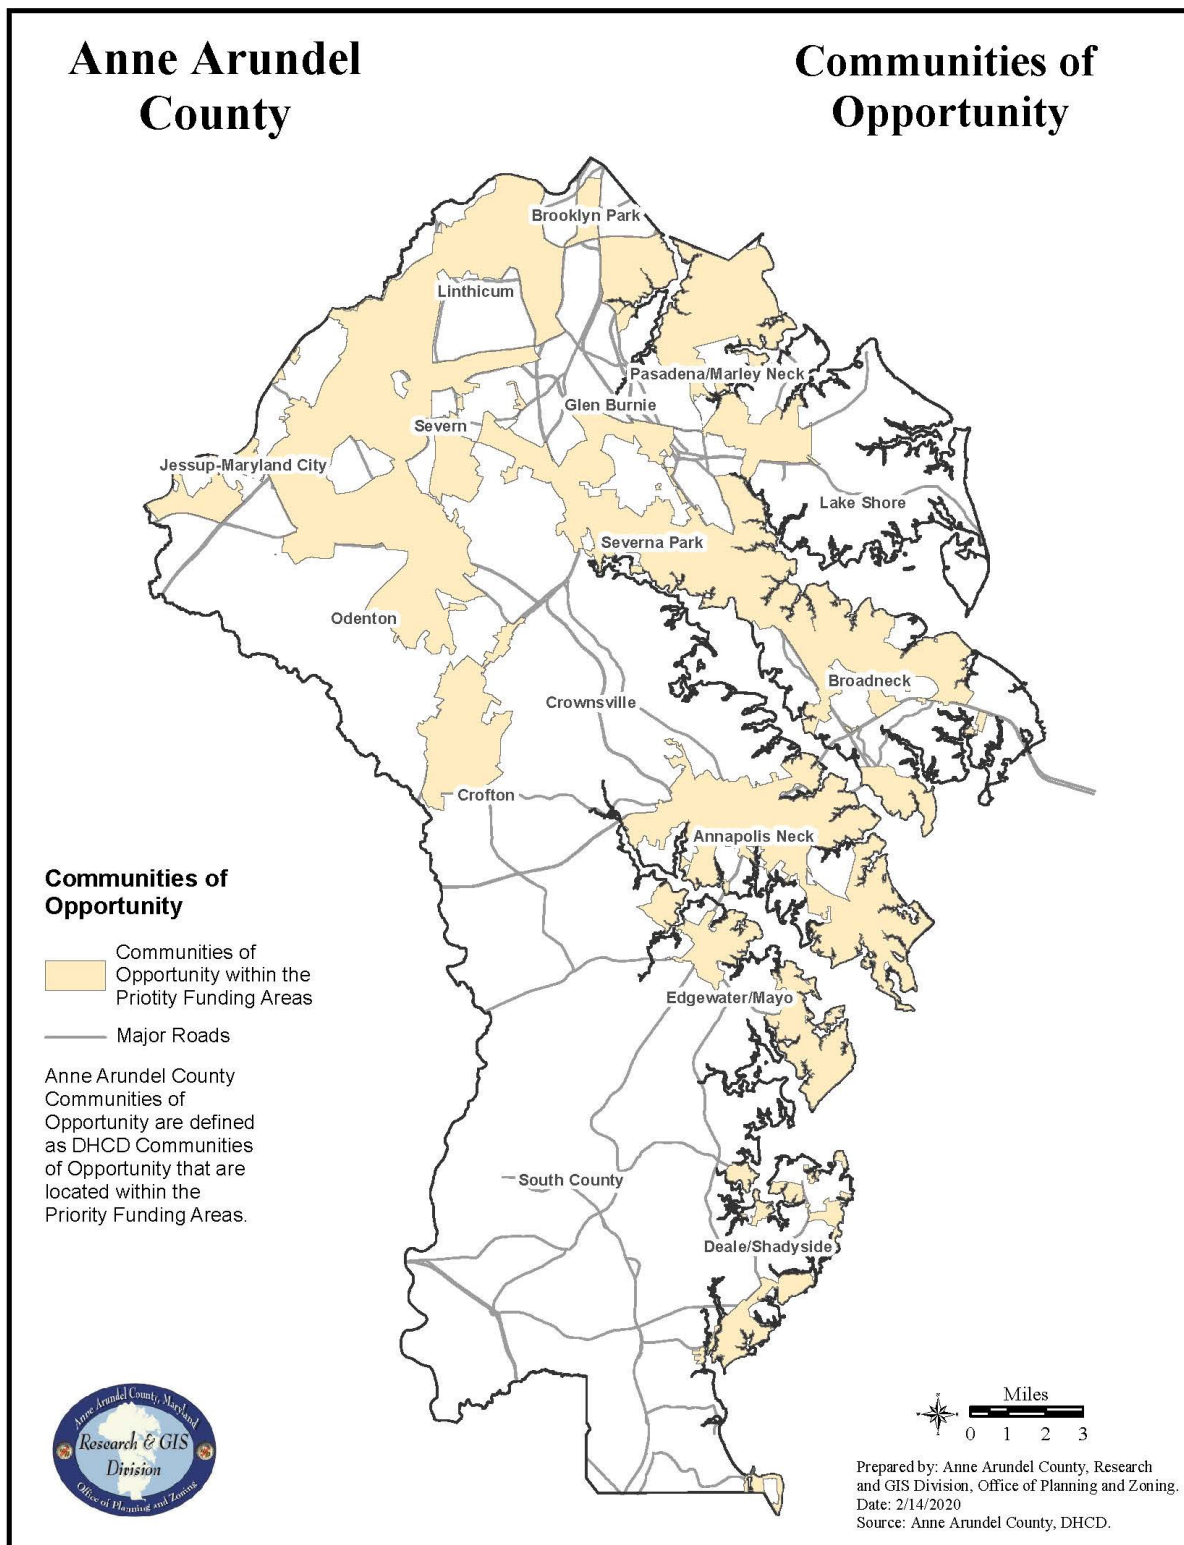 Anne Arundel
County
Communities of
Opportunity
Brooklyn Park
Linthicum
Pasadena/Marley Neck
Glen Burnie
Severn
Jessup-Maryland City
Lake Shore
Severna Park
Odenton
Broadneck
Crownsville
Crofton
Annapolis Neck
Edgewater/Mayo
South County
Deale/Shadyside
Communities of
Opportunity
Communities of
Opportunity within the
Priotity Funding Areas
Major Roads
Anne Arundel County
Communities of
Opportunity are defined
as DHCD Communities
of Opportunity that are
located within the
Priority Funding Areas.
Anne Arundel County, Maryland
Research & GIS
Division
Office of Planning and Zoning
Miles
0 1 2 3
Prepared by: Anne Arundel County, Research
and GIS Division, Office of Planning and Zoning.
Date: 2/14/2020
Source: Anne Arundel County, DHCD.